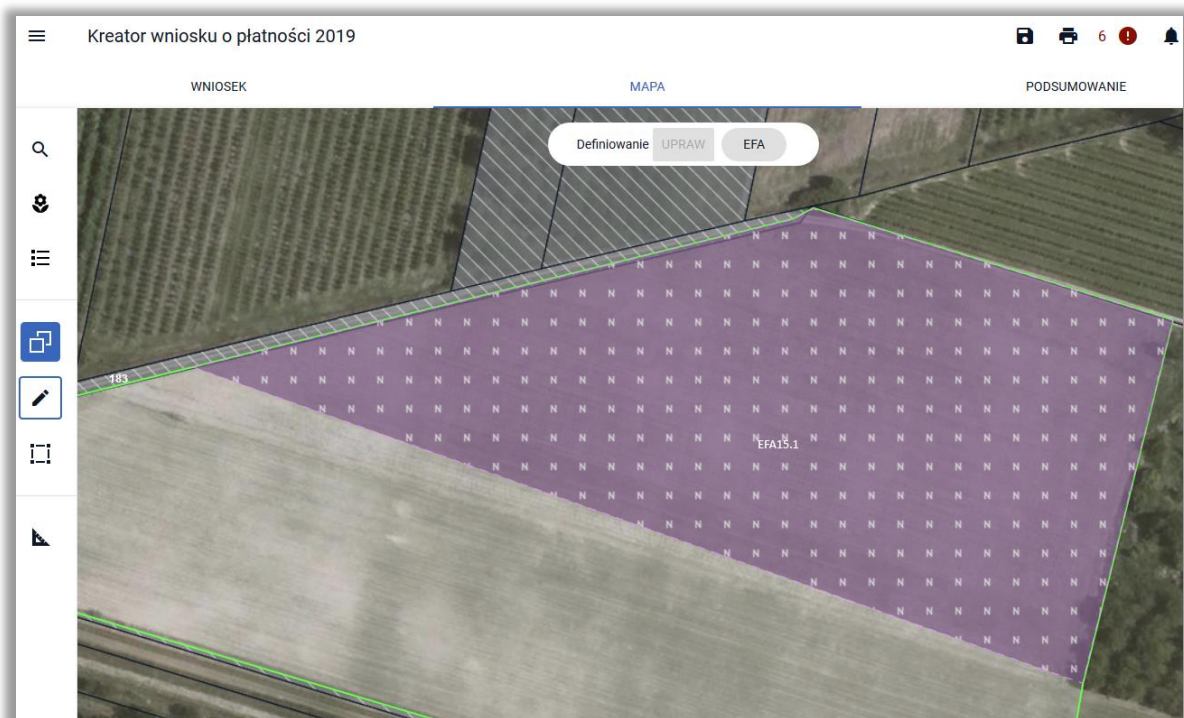 Kreator wniosku o płatności 2019
6
WNIOSEK
MAPA
PODSUMOWANIE
Definiowanie UPRAW EFA
183
EFA15.1
N N N N N N
N N N N N N N N N N N N N
N N N N N N N N N N N N N N N N N N N N N